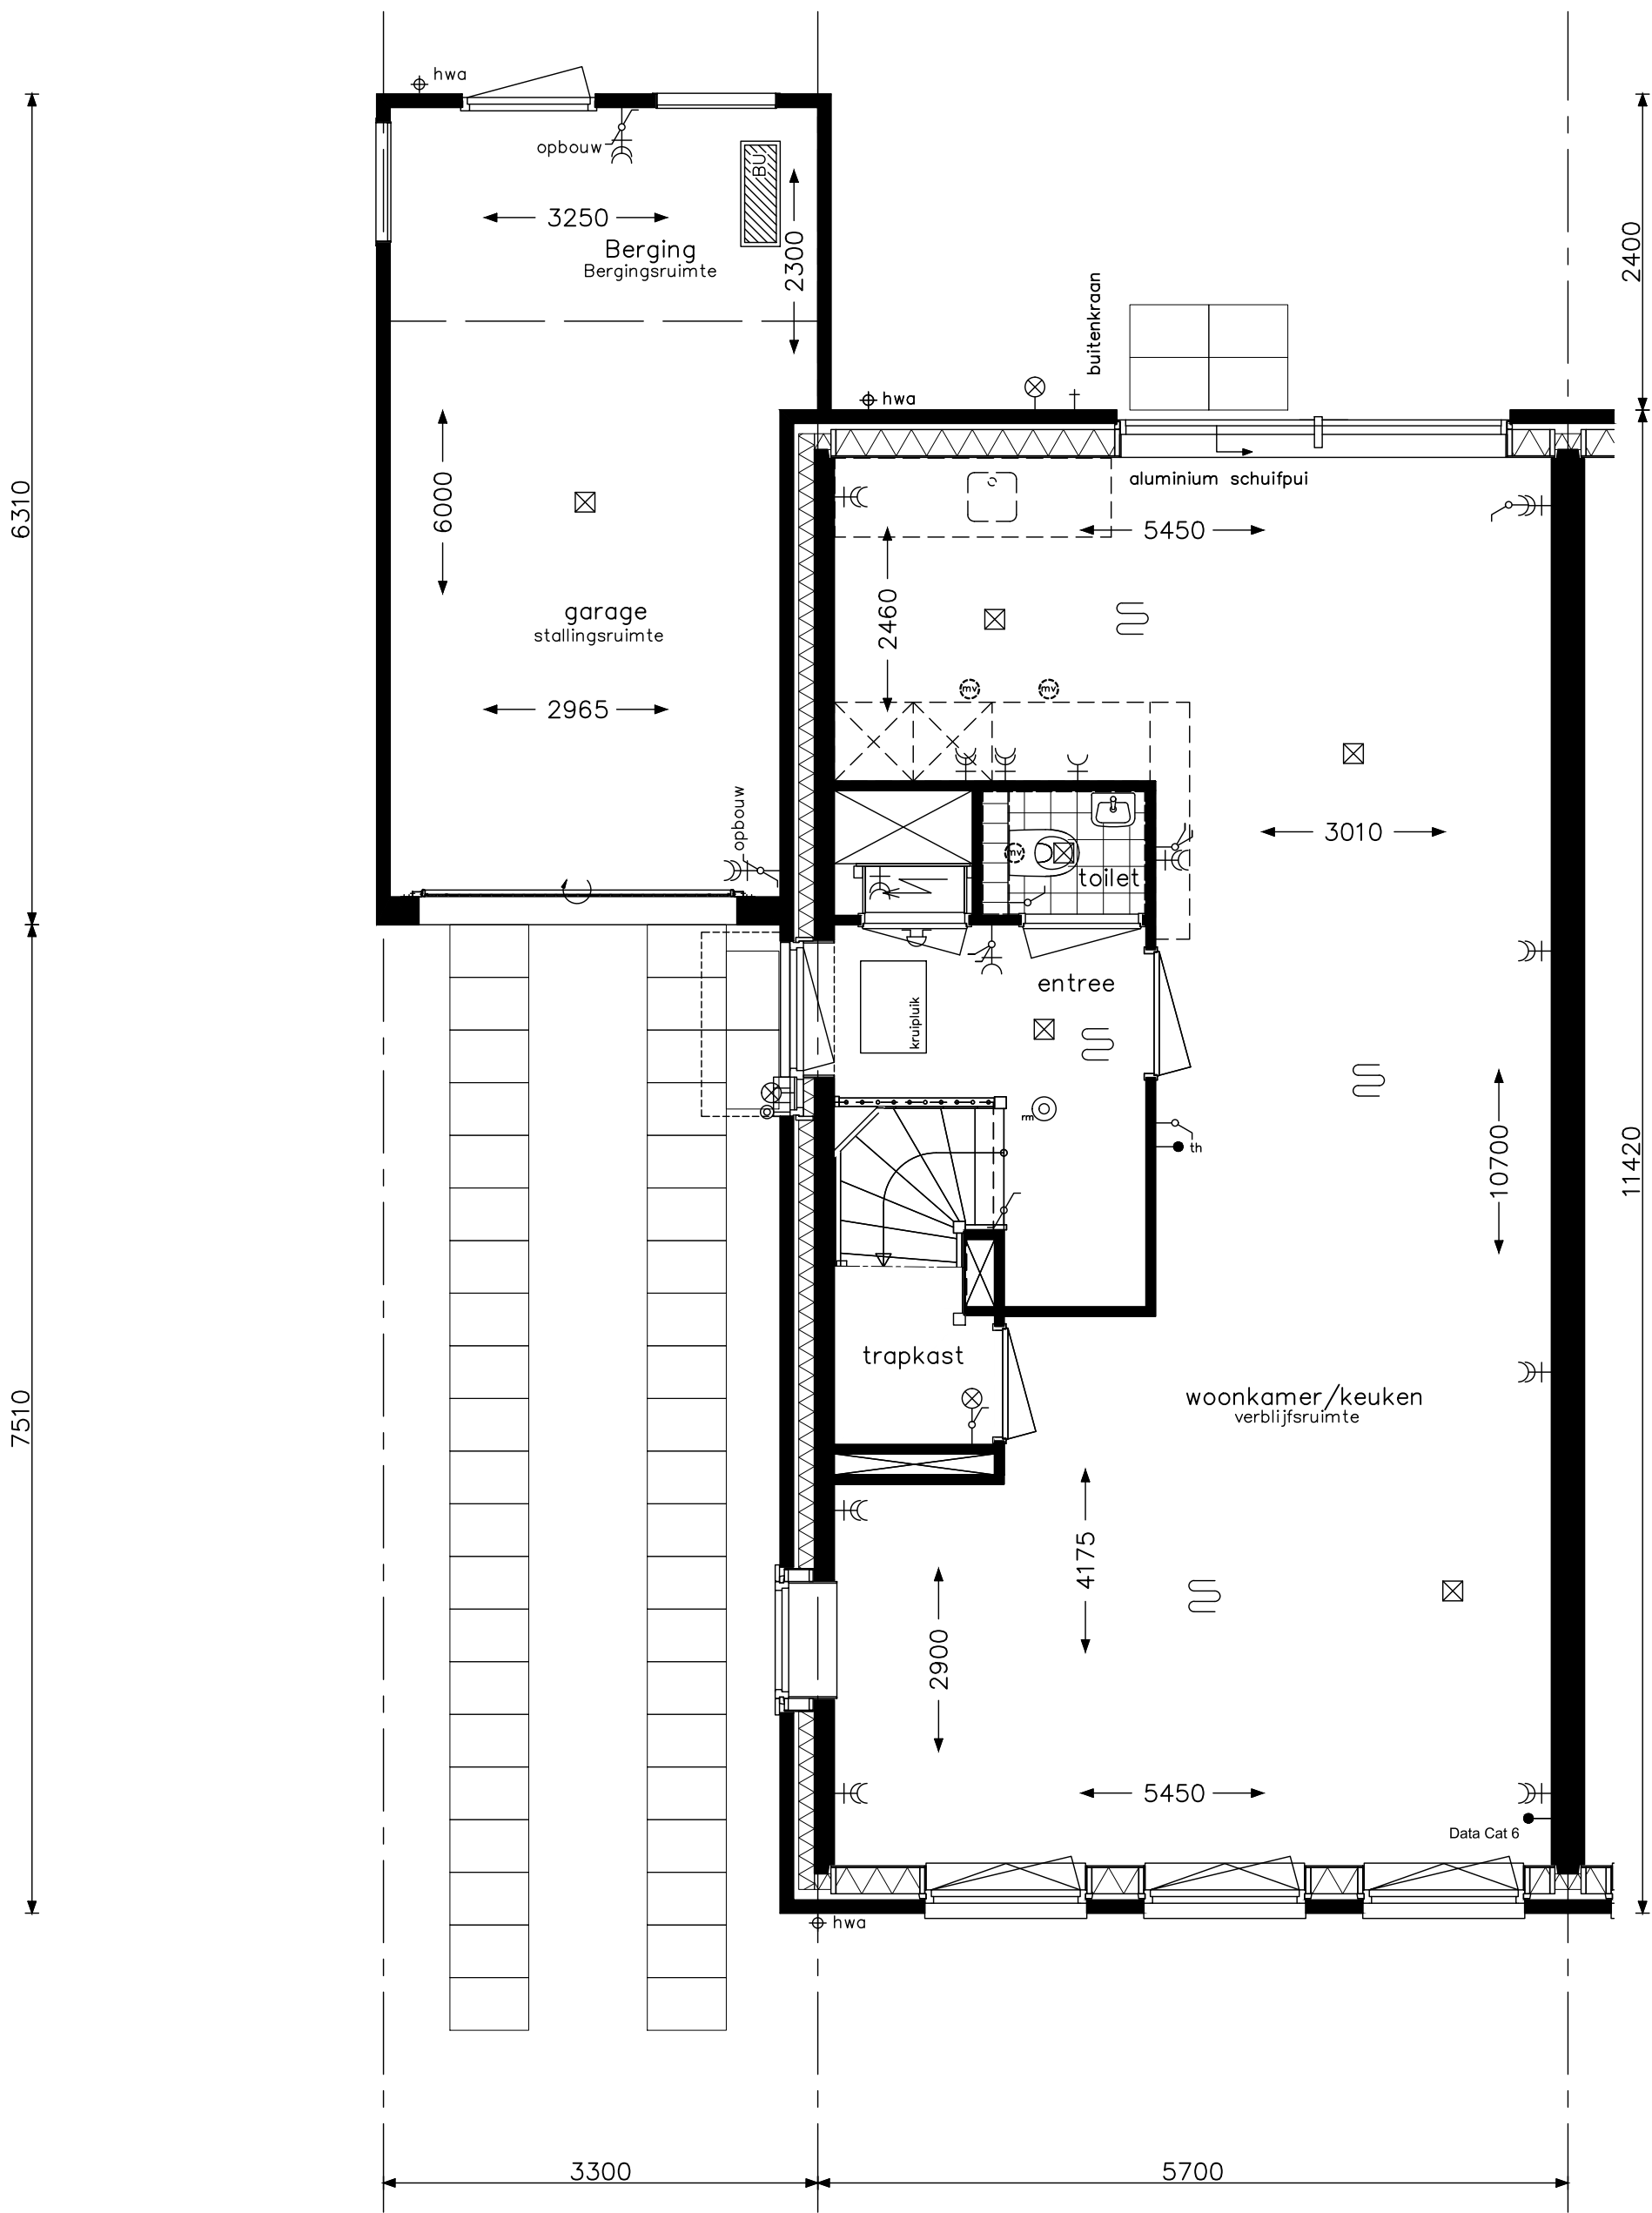 hwa
opbouw
BU
3250
Berging
Bergingsruimte
2300
2400
buitenkraan
hwa
aluminium schuifpui
6310
6000
5450
2460
garage
stallingsruimte
mv
mv
2965
3010
opbouw
mv
toilet
entree
kruipluik
rm
th
10700
11420
trapkast
woonkamer/keuken
verblijfsruimte
7510
4175
2900
5450
Data Cat 6
hwa
3300
5700